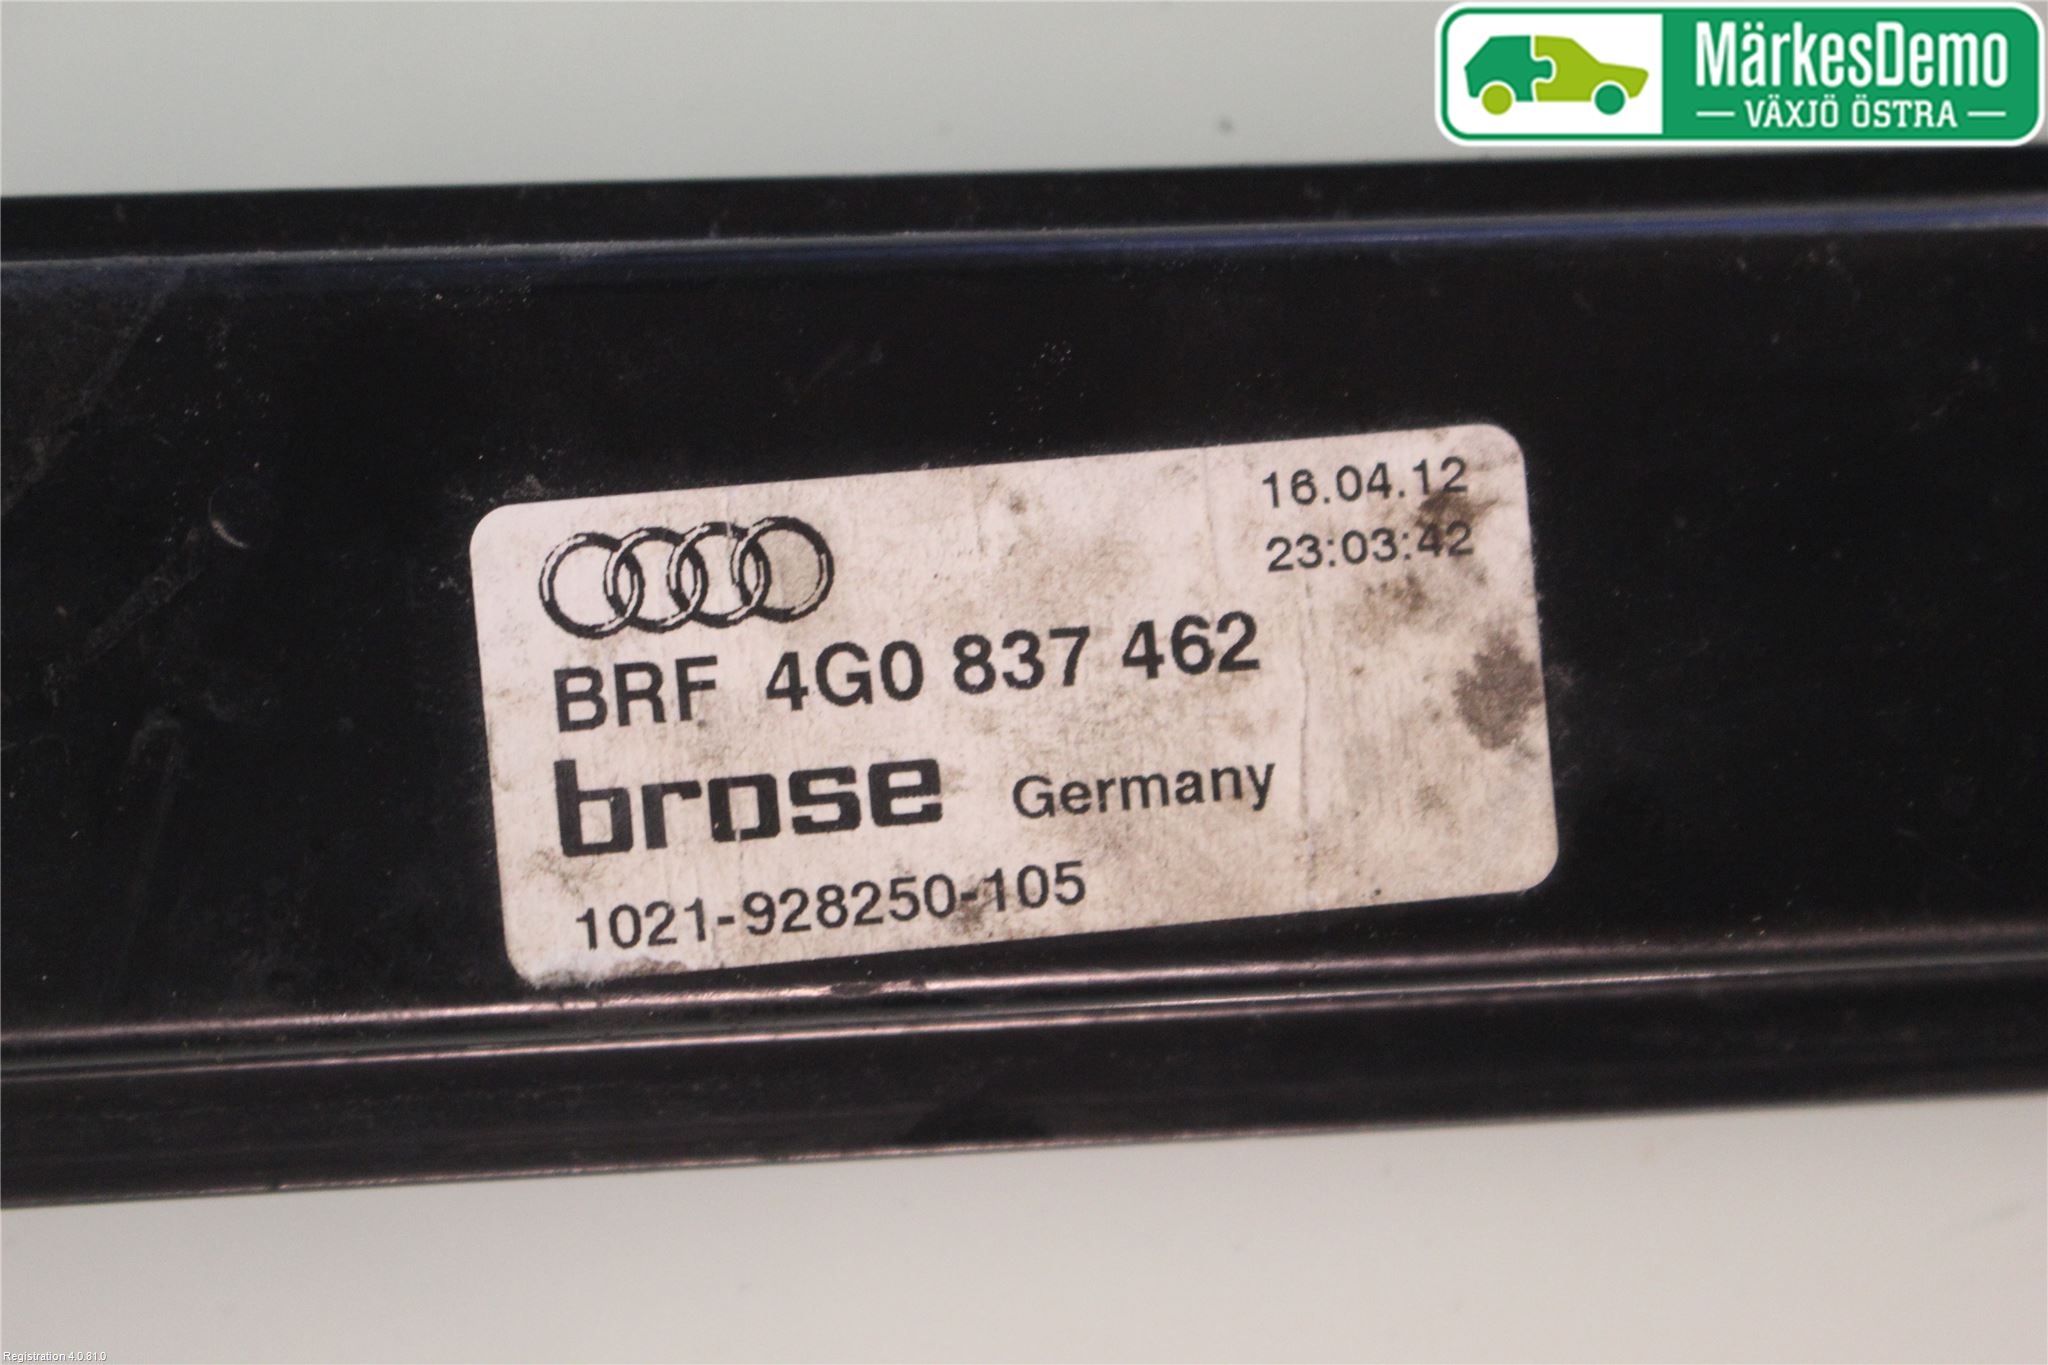 MärkesDemo
— VÄXJÖ ÖSTRA —
16.04.12
23:03:42
BRF 4G0 837 462
brose Germany
1021-928250-105
Registration 4.0.81.0